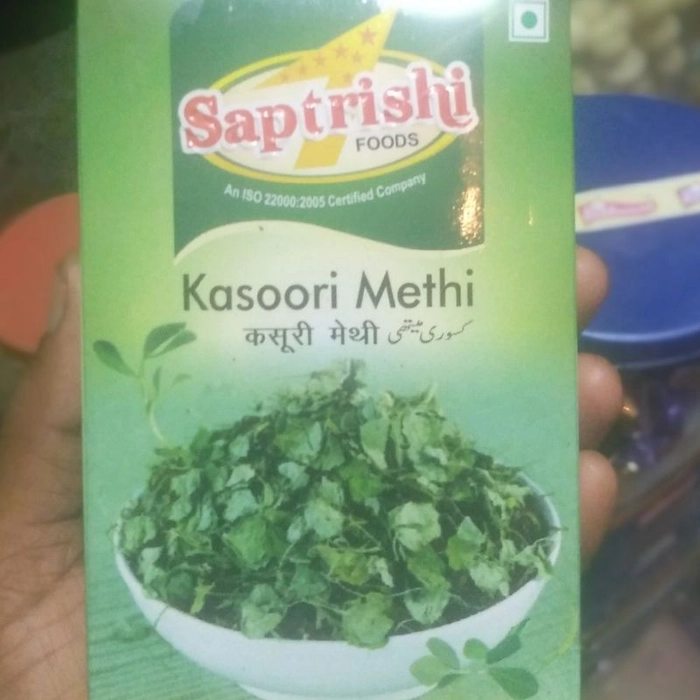 Saptrishi
FOODS
An ISO 22000:2005 Certified Company
Kasoori Methi
कसूरी मेथी کسوری میتھی